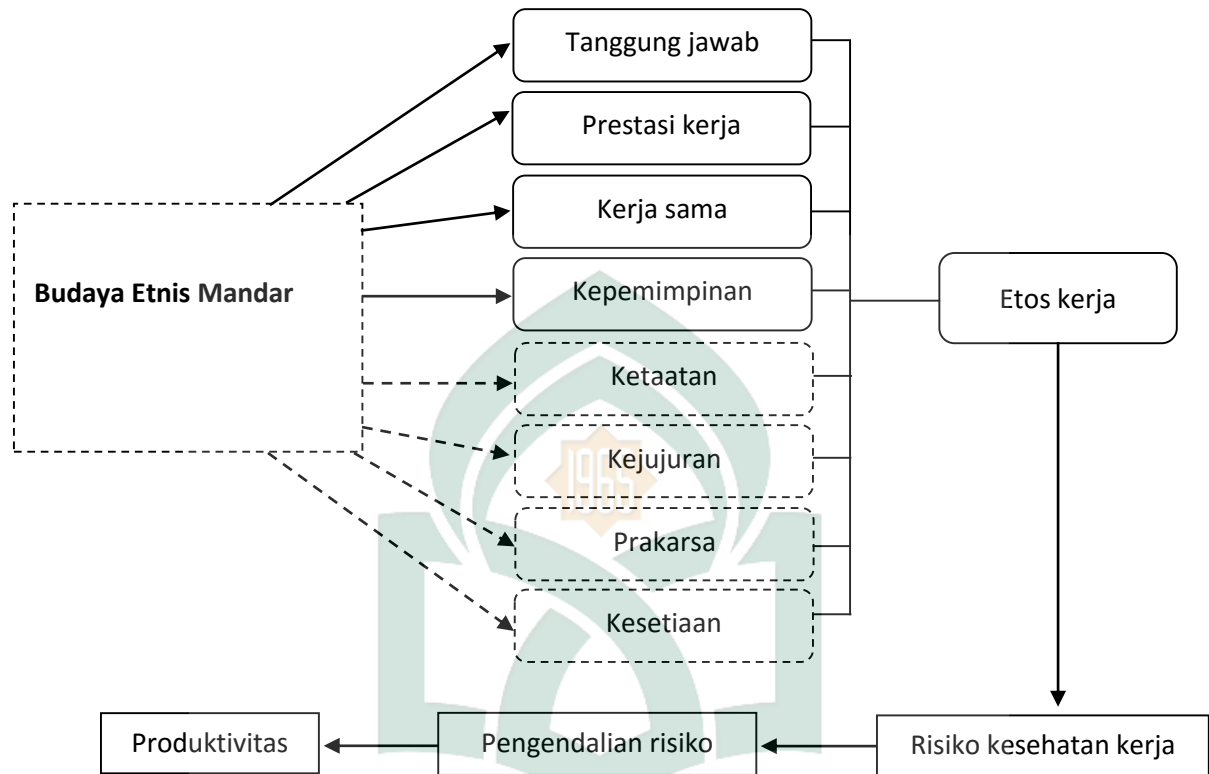 Tanggung jawab
Prestasi kerja
Kerja sama
Budaya Etnis Mandar
Kepemimpinan
Etos kerja
Ketaatan
Kejujuran
1965
Prakarsa
Kesetiaan
Produktivitas
Pengendalian risiko
Risiko kesehatan kerja